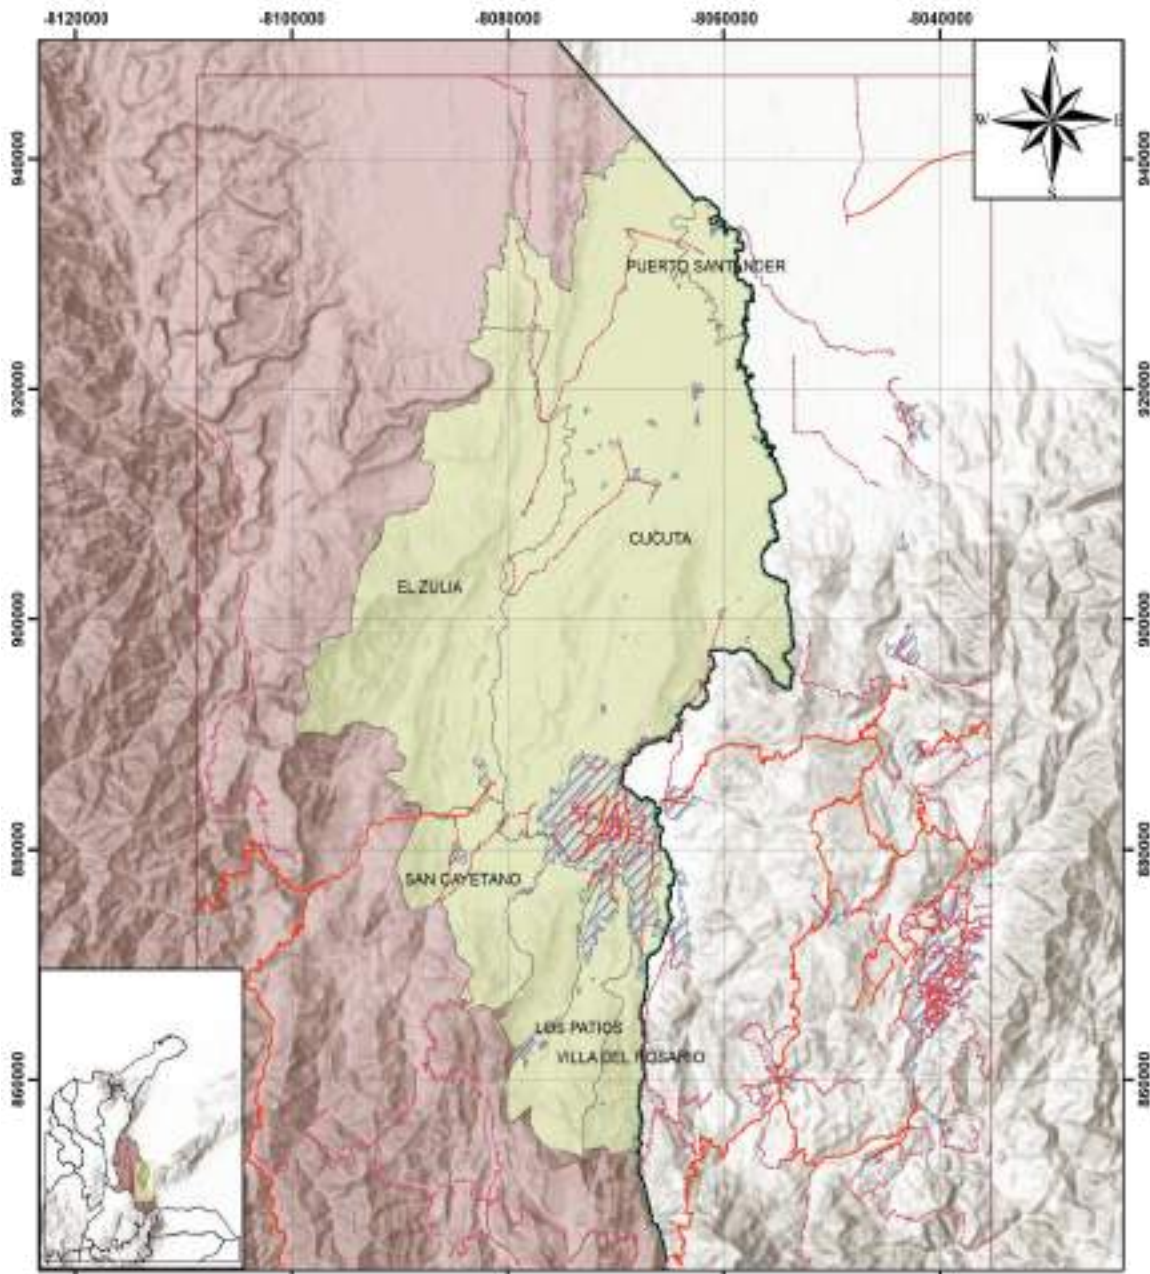 -8120000 -8100000 -8080000 -8060000 -8040000
N
W E
S
940000 940000
PUERTO SANTANDER
920000 920000
CUCUTA
EL ZULIA
900000 900000
880000 880000
SAN CAYETANO
LOS PATIOS
VILLA DEL ROSARIO
860000 860000